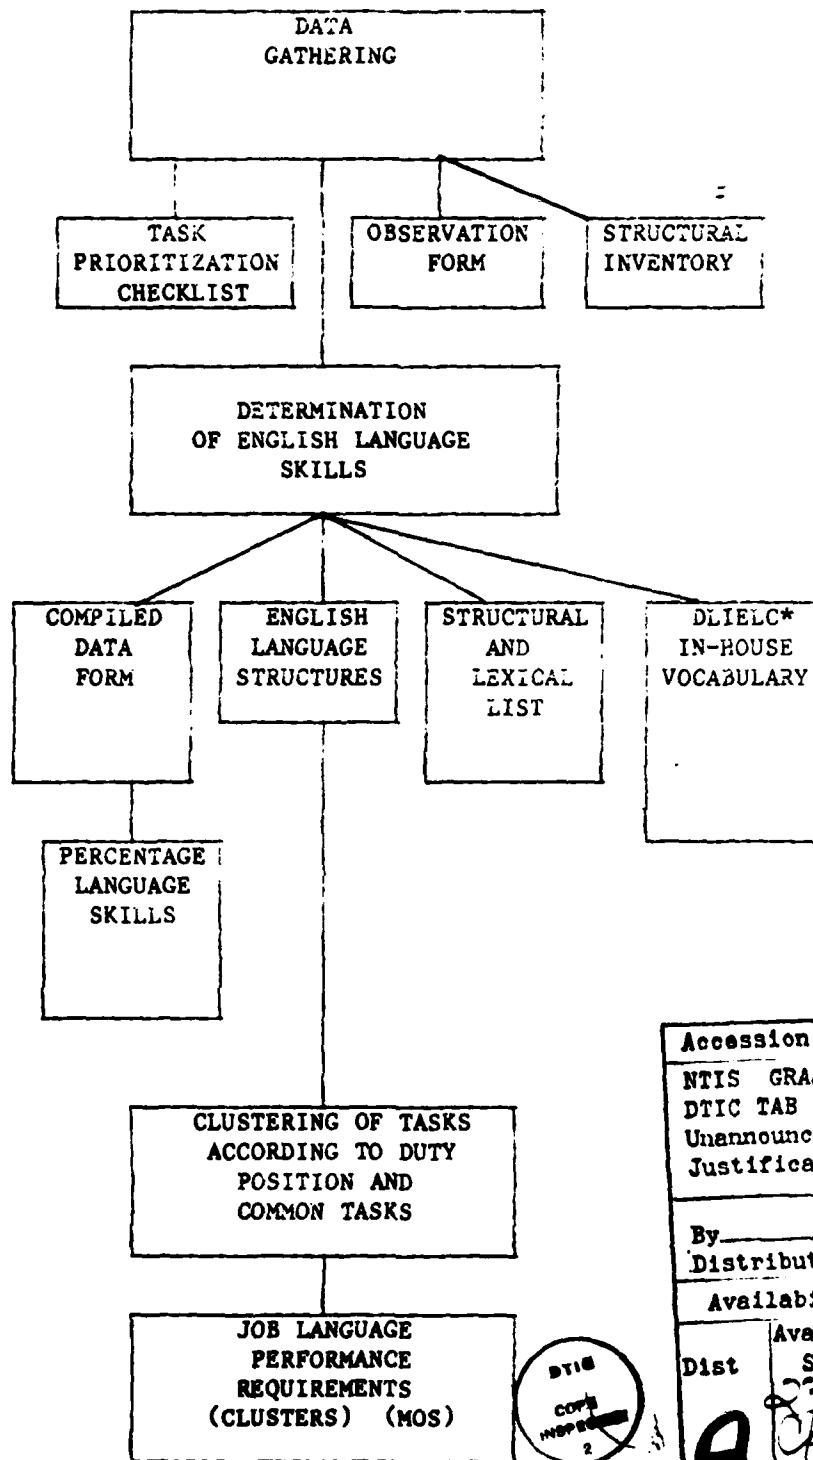 DATA
GATHERING
TASK
PRIORITIZATION
CHECKLIST
OBSERVATION
FORM
STRUCTURAL
INVENTORY
DETERMINATION
OF ENGLISH LANGUAGE
SKILLS
COMPILED
DATA
FORM
ENGLISH
LANGUAGE
STRUCTURES
STRUCTURAL
AND
LEXICAL
LIST
DLIELC*
IN-HOUSE
VOCABULARY
PERCENTAGE
LANGUAGE
SKILLS
CLUSTERING OF TASKS
ACCORDING TO DUTY
POSITION AND
COMMON TASKS
JOB LANGUAGE
PERFORMANCE
REQUIREMENTS
(CLUSTERS) (MOS)
DTIC
COPY
2
Accession
NTIS GRA
DTIC TAB
Unannounc
Justifica
By
Distribut
Availabi
Ava
Dist S
A